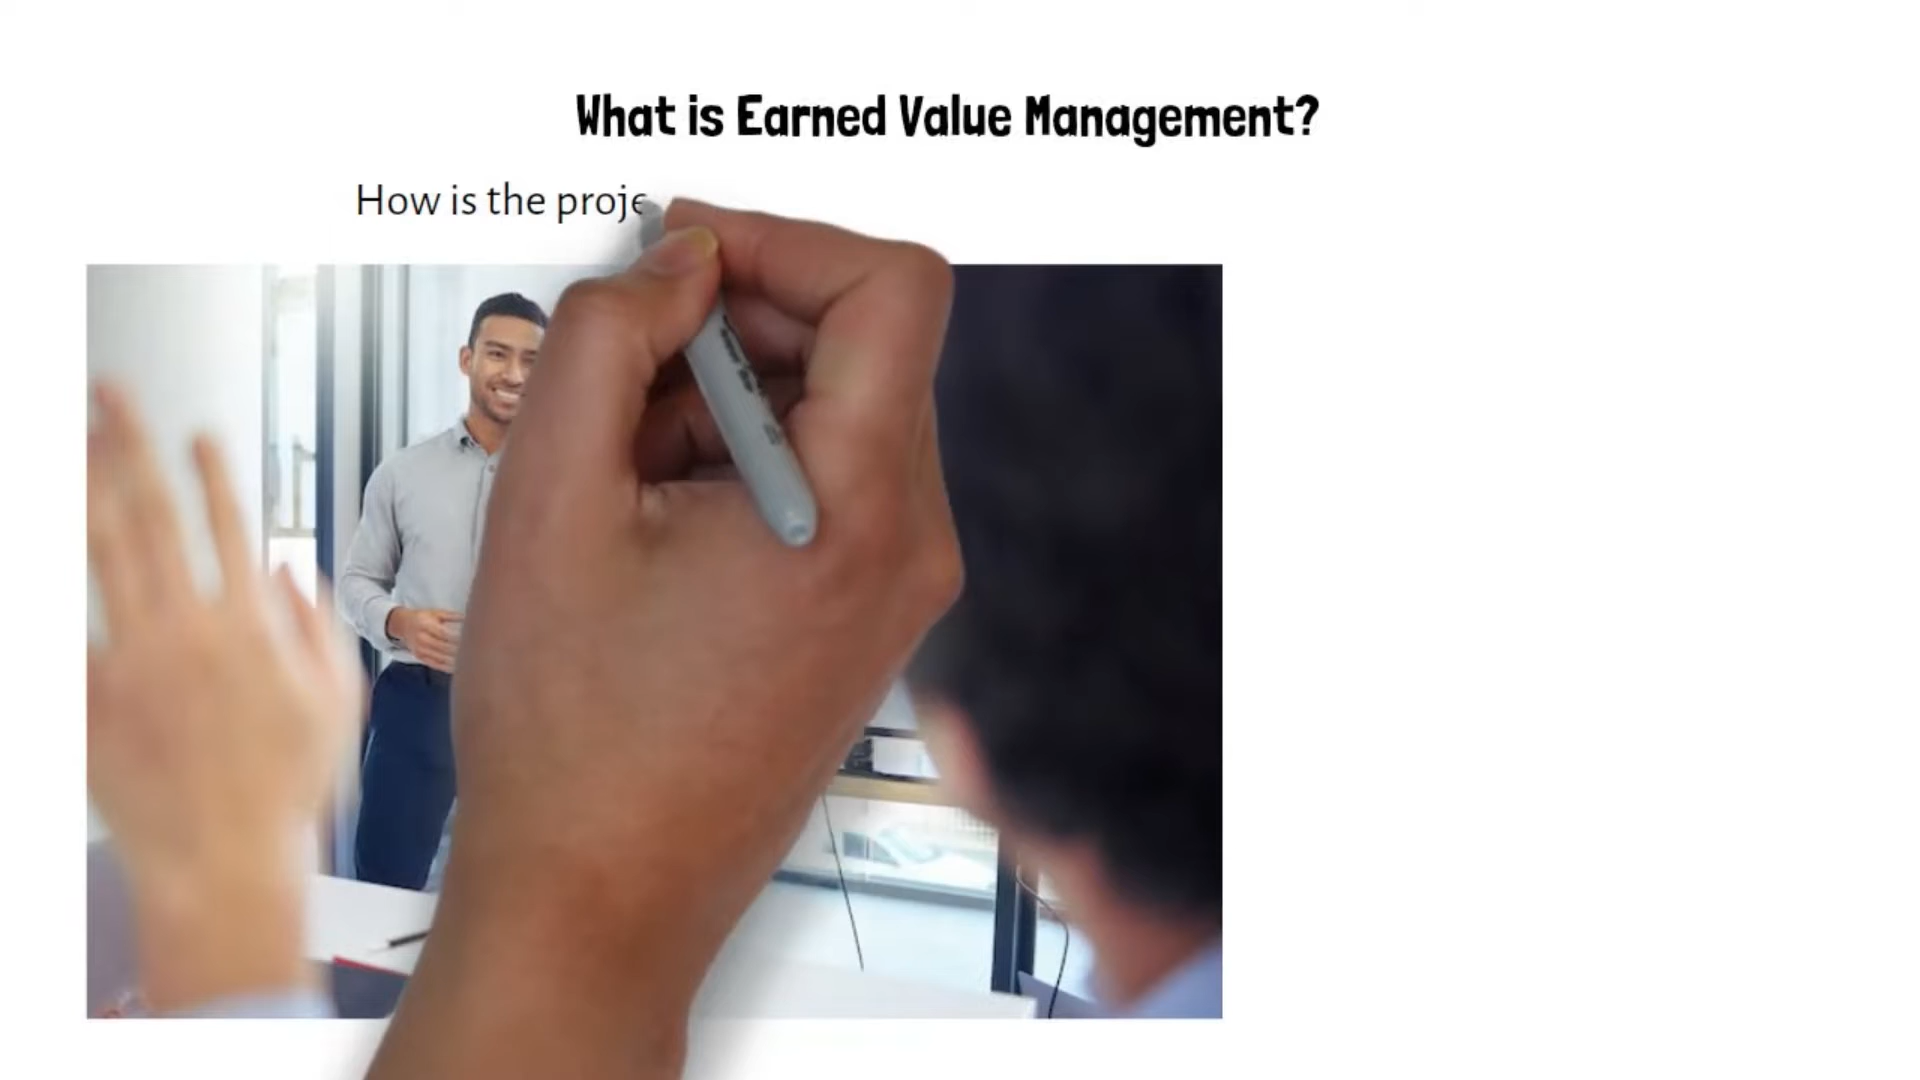 What is Earned Value Management?
How is the proje